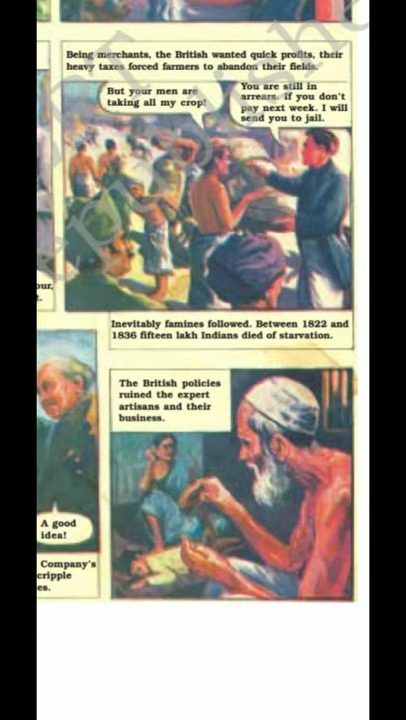 Being merchants, the British wanted quick profits, their
heavy taxes forced farmers to abandon their fields.
But your men are
taking all my crop!
You are still in
arrears. If you don't
pay next week. I will
send you to jail.
our,
t.
Inevitably famines followed. Between 1822 and
1836 fifteen lakh Indians died of starvation.
The British policies
ruined the expert
artisans and their
business.
A good
idea!
Company's
cripple
es.